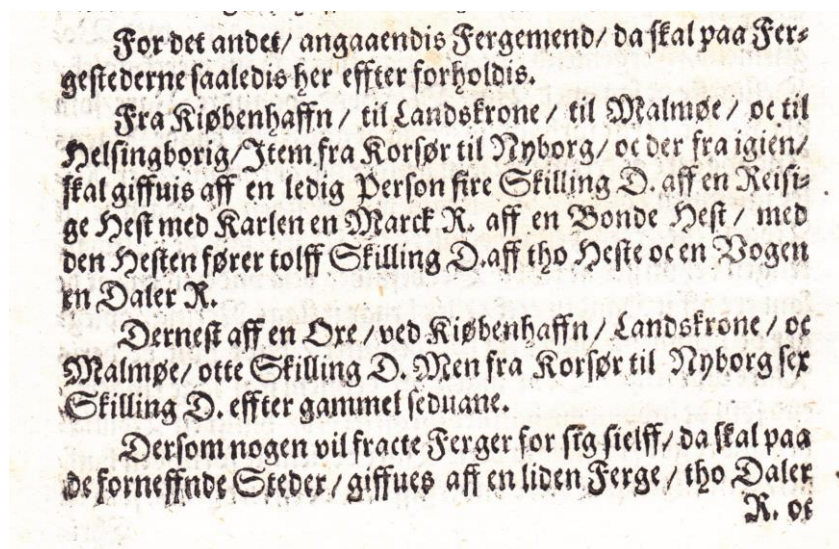 For det andet/ angaaendis Fergemend/ da skal paa Fer⸗
gestederne saaledis her effter forholdis.
Fra Kiøbenhaffn / til Landskrone / til Malmøe / oc til
Helsingborig/ Item fra Korsør til Nyborg/ oc der fra igien/
skal giffuis aff en ledig Person fire Skilling D. aff en Reisi⸗
ge Hest med Karlen en Marck R. aff en Bonde Hest / med
den Hesten fører tolff Skilling D. aff tho Heste oc en Vogen
en Daler R.
Dernest aff en Oxe / ved Kiøbenhaffn / Landskrone / oc
Malmøe/ otte Skilling D. Men fra Korsør til Nyborg sex
Skilling D. effter gammel seduane.
Dersom nogen vil fracte Ferger for sig sielff/ da skal paa
de forneffnde Steder / giffues aff en liden Ferge / tho Daler
R. oc